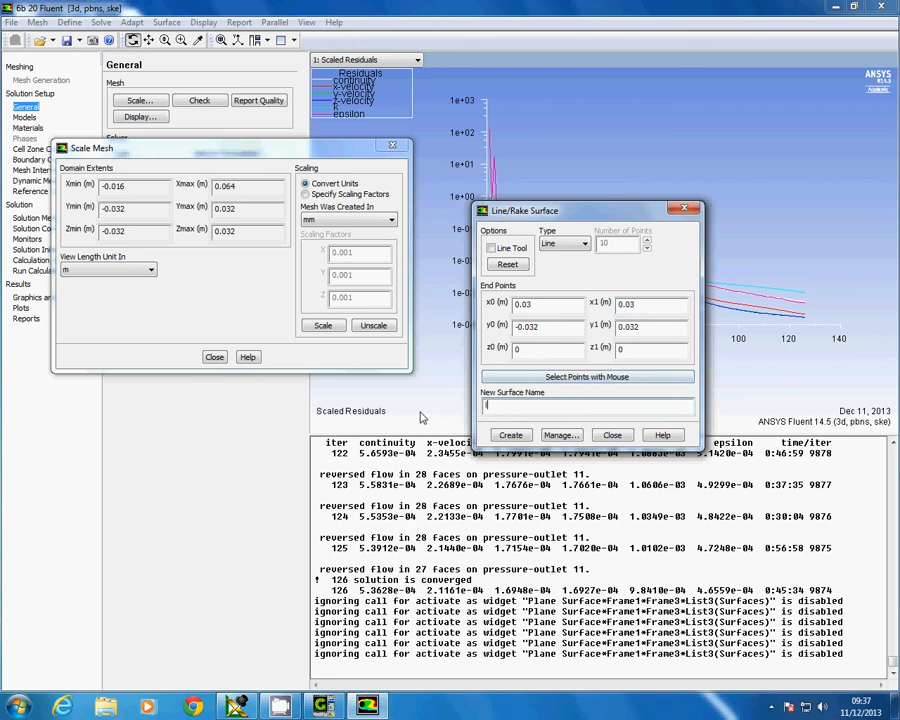 6b 20 Fluent [3d, pbns, ske]
File Mesh Define Solve Adapt Surface Display Report Parallel View Help
Meshing
Mesh Generation
Solution Setup
General
Models
Materials
Phases
Cell Zone C
Boundary C
Mesh Interf
Dynamic Me
Reference
Solution
Solution Me
Solution Co
Monitors
Solution Ini
Calculation
Run Calcula
Results
Graphics an
Plots
Reports
General
Mesh
Scale... Check Report Quality
Display...
Solver
Scale Mesh
Domain Extents
Xmin (m) -0.016 Xmax (m) 0.064
Ymin (m) -0.032 Ymax (m) 0.032
Zmin (m) -0.032 Zmax (m) 0.032
View Length Unit In
m
Scaling
Convert Units
Specify Scaling Factors
Mesh Was Created In
mm
Scaling Factors
X 0.001
Y 0.001
Z 0.001
Scale Unscale
Close Help
1: Scaled Residuals
Residuals
continuity
x-velocity
y-velocity
z-velocity
k
epsilon
ANSYS
R14.5
Academic
1e+03
1e+02
1e+01
1e+00
100 120 140
Line/Rake Surface
Options
Line Tool
Reset
Type
Line
Number of Points
10
End Points
x0 (m) 0.03 x1 (m) 0.03
y0 (m) -0.032 y1 (m) 0.032
z0 (m) 0 z1 (m) 0
Select Points with Mouse
New Surface Name
l
Create Manage... Close Help
Scaled Residuals
Dec 11, 2013
ANSYS Fluent 14.5 (3d, pbns, ske)
iter continuity x-veloci epsilon time/iter
reversed flow in 28 faces on pressure-outlet 11.
123 5.5831e-04 2.2689e-04 1.7676e-04 1.7661e-04 1.0606e-03 4.9299e-04 0:37:35 9877
reversed flow in 28 faces on pressure-outlet 11.
124 5.5353e-04 2.2133e-04 1.7701e-04 1.7508e-04 1.0349e-03 4.8422e-04 0:30:04 9876
reversed flow in 28 faces on pressure-outlet 11.
125 5.3912e-04 2.1440e-04 1.7154e-04 1.7020e-04 1.0102e-03 4.7248e-04 0:56:58 9875
reversed flow in 27 faces on pressure-outlet 11.
! 126 solution is converged
126 5.3628e-04 2.1161e-04 1.6948e-04 1.6927e-04 9.8410e-04 4.6559e-04 0:45:34 9874
ignoring call for activate as widget "Plane Surface*Frame1*Frame3*List3(Surfaces)" is disabled
ignoring call for activate as widget "Plane Surface*Frame1*Frame3*List3(Surfaces)" is disabled
ignoring call for activate as widget "Plane Surface*Frame1*Frame3*List3(Surfaces)" is disabled
ignoring call for activate as widget "Plane Surface*Frame1*Frame3*List3(Surfaces)" is disabled
ignoring call for activate as widget "Plane Surface*Frame1*Frame3*List3(Surfaces)" is disabled
ignoring call for activate as widget "Plane Surface*Frame1*Frame3*List3(Surfaces)" is disabled
09:37
11/12/2013